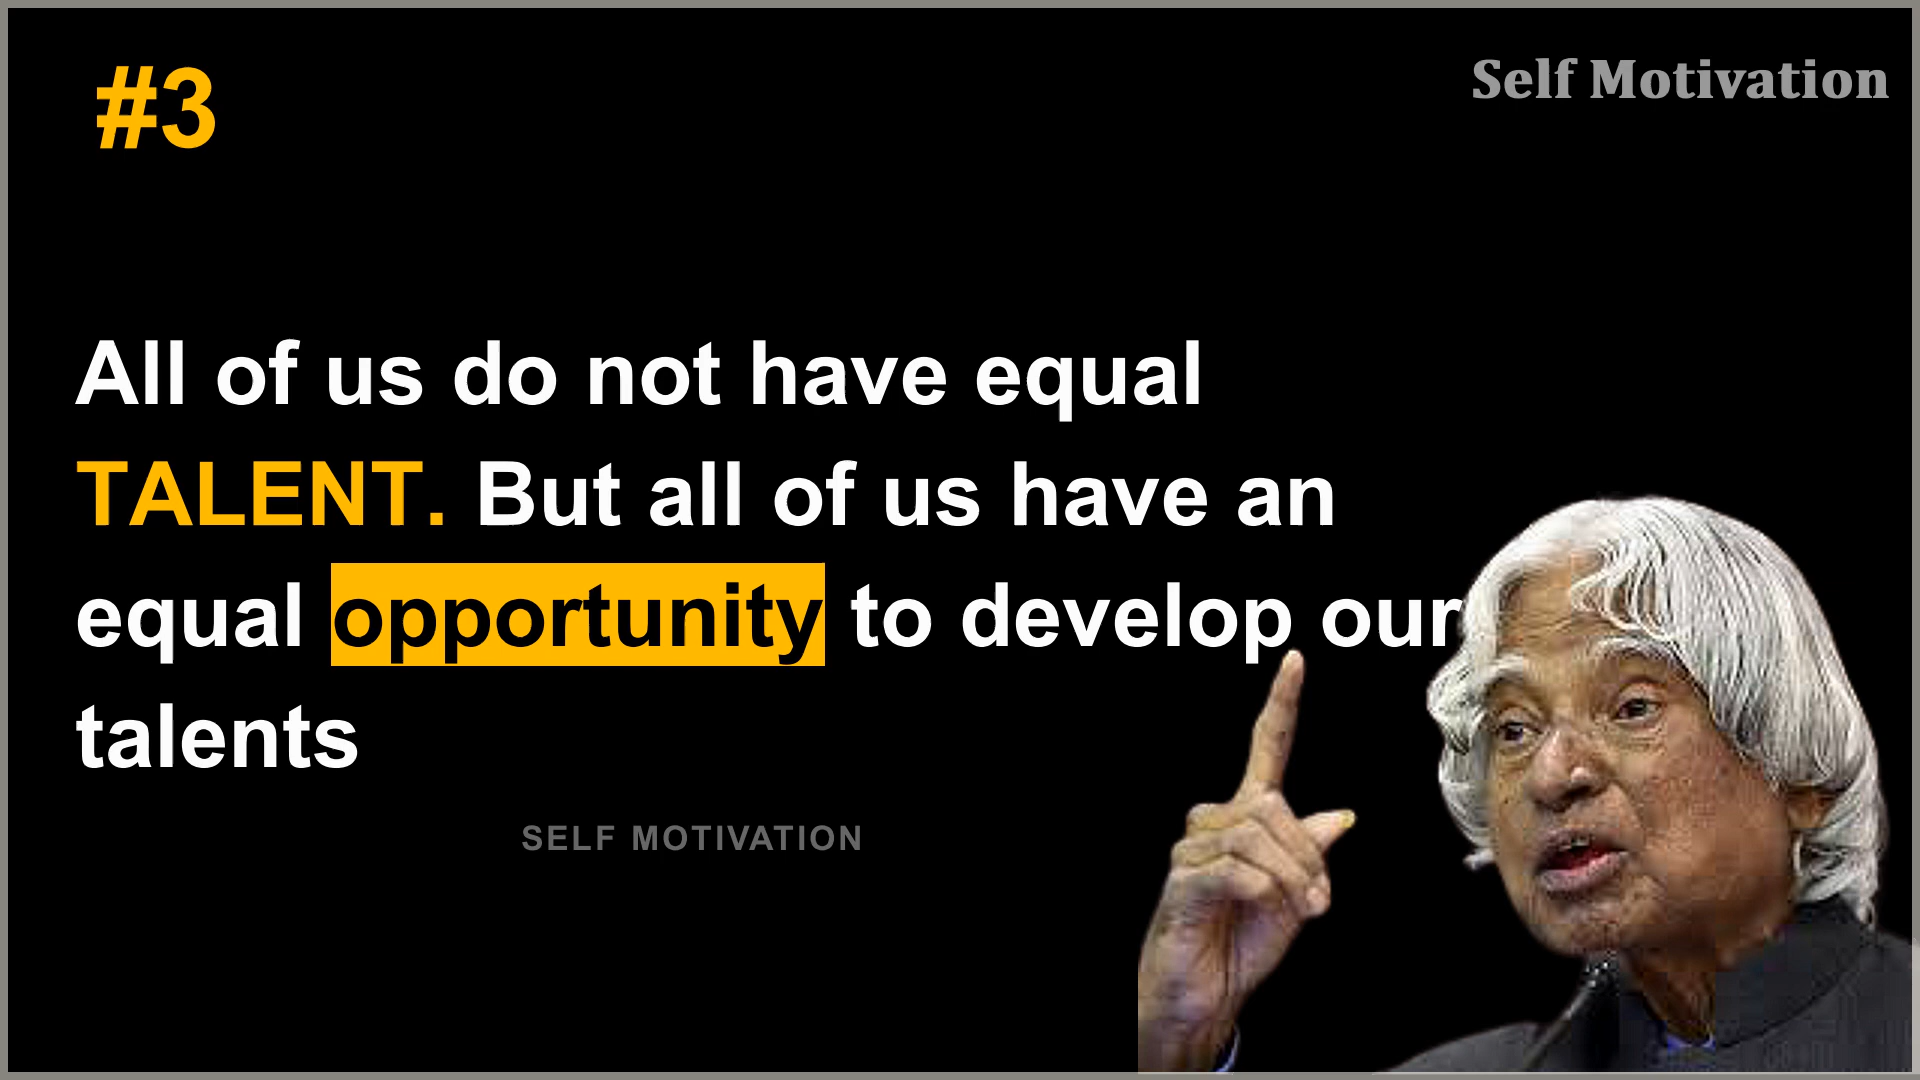 #3
Self Motivation
All of us do not have equal
TALENT. But all of us have an
equal opportunity to develop our
talents
SELF MOTIVATION